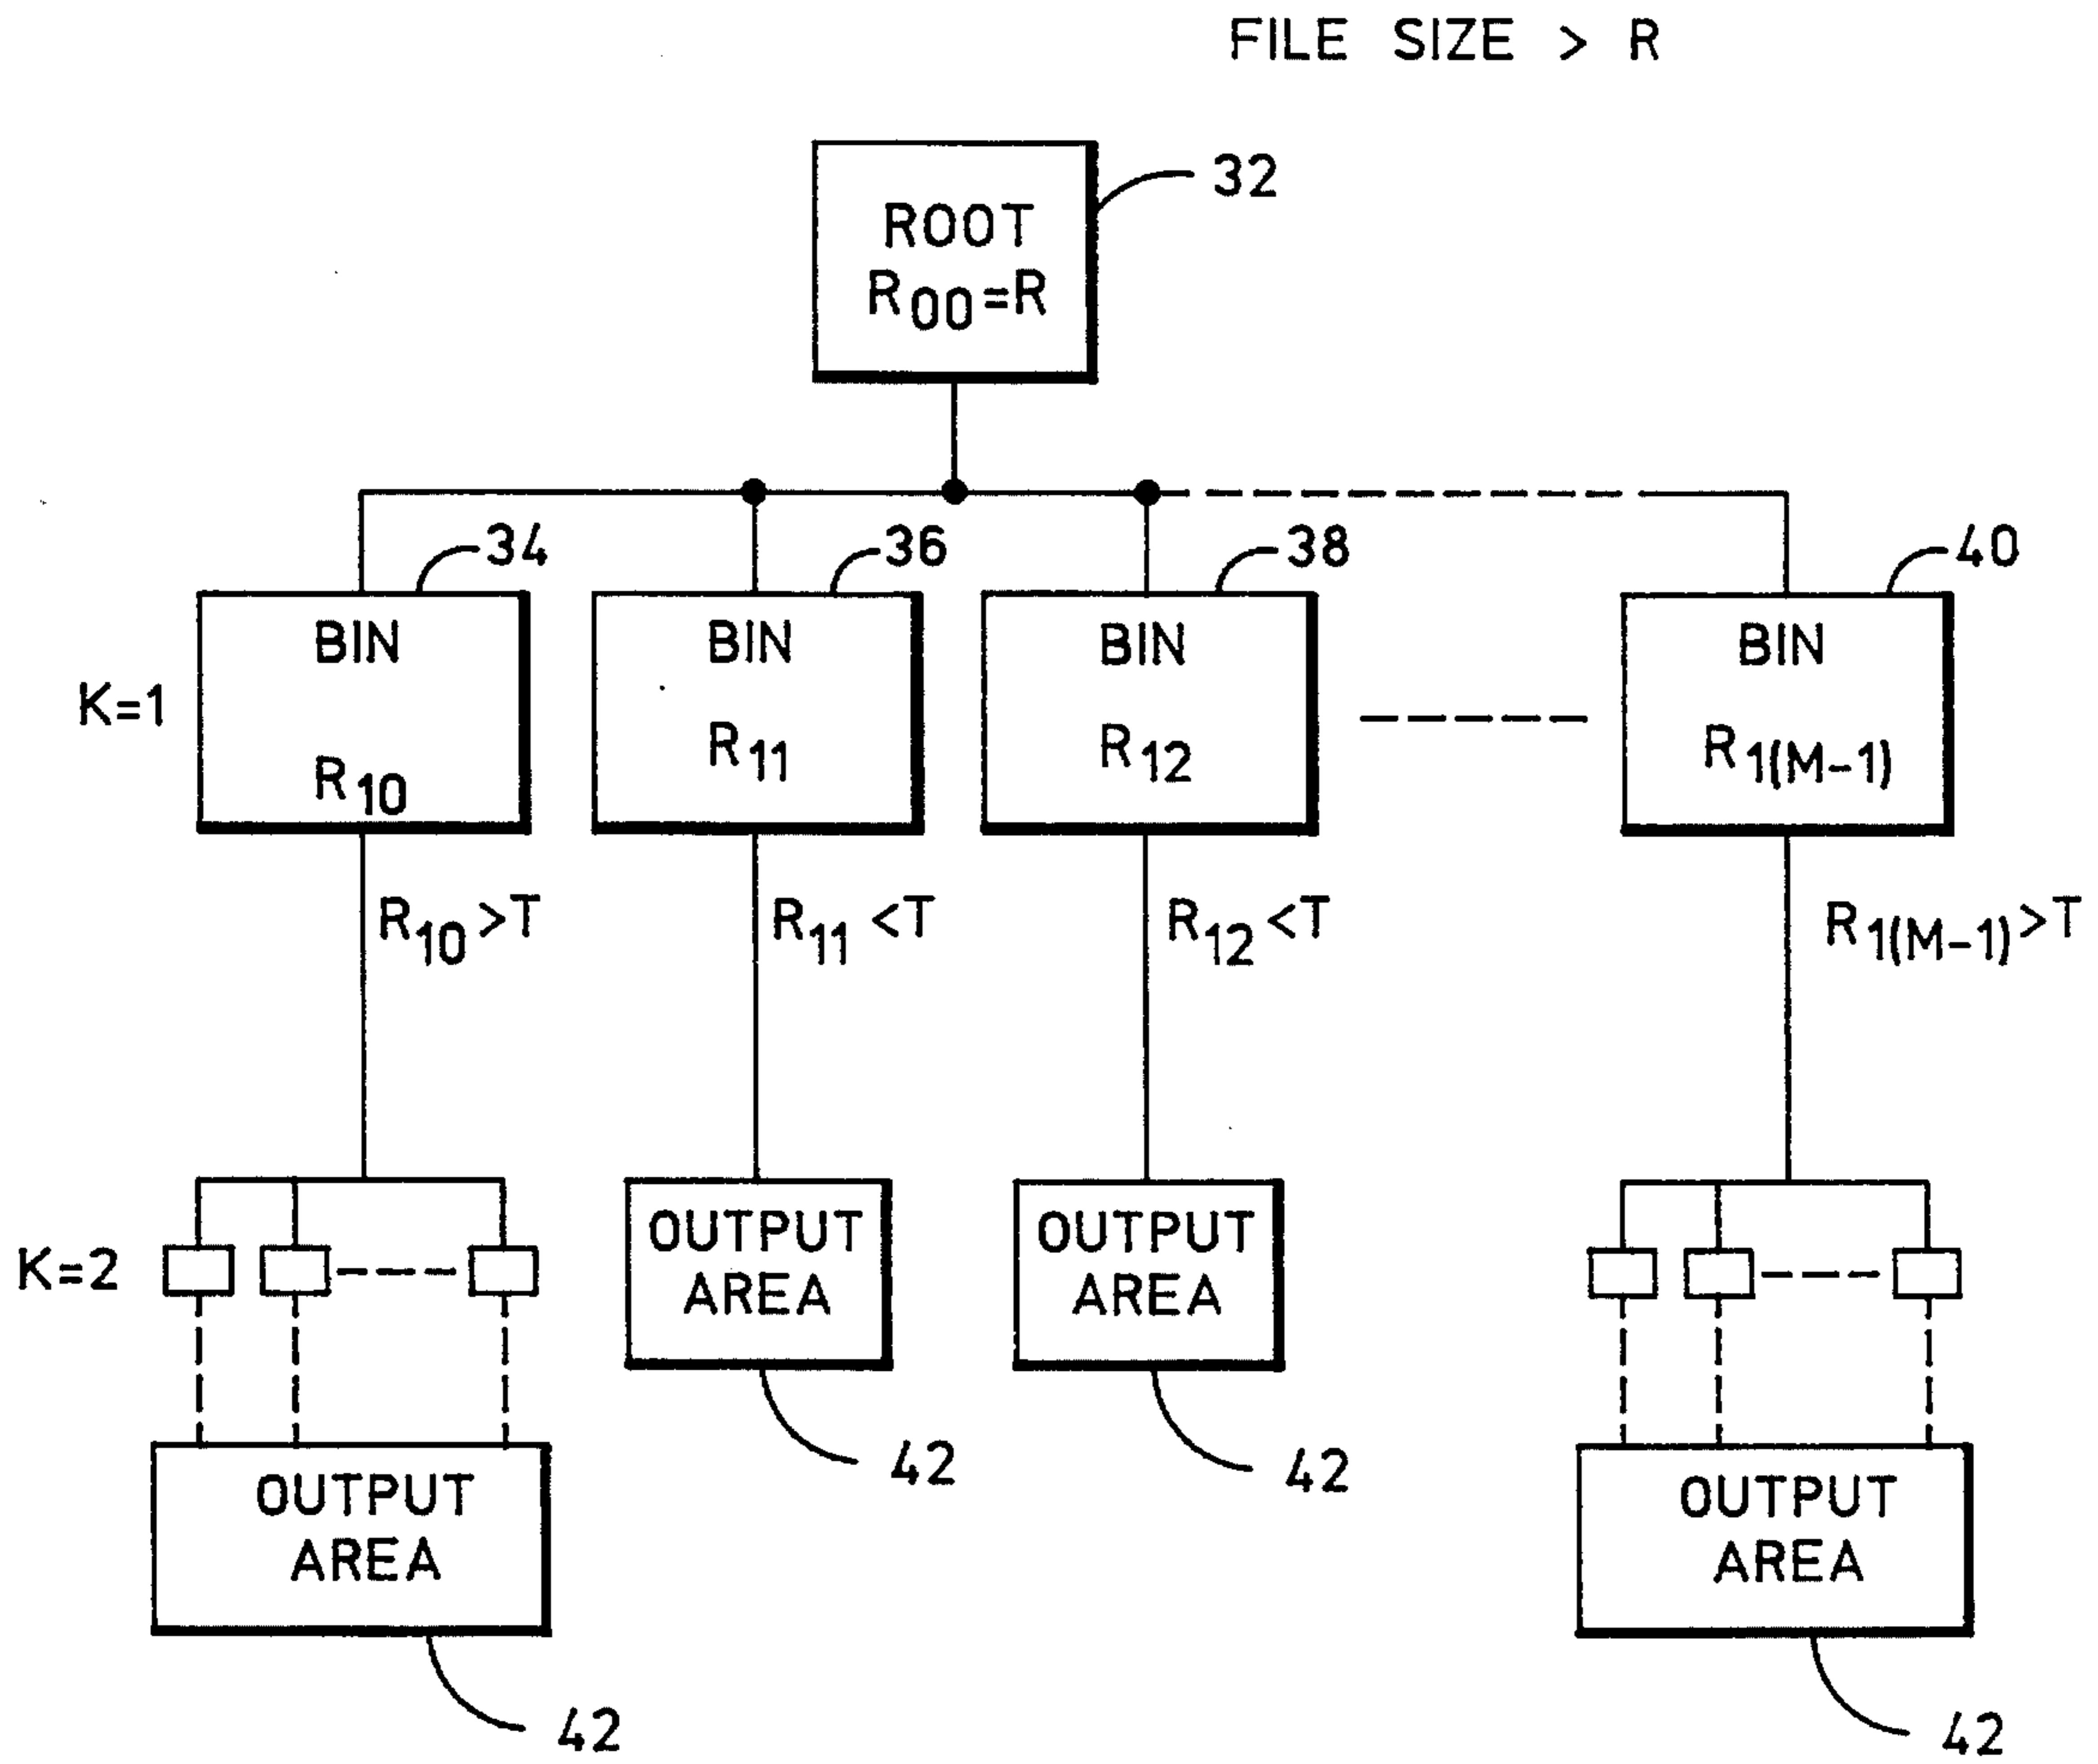 FILE SIZE > R
32
ROOT
R00=R
34
36
38
40
BIN
R10
BIN
R11
BIN
R12
BIN
R1(M-1)
K=1
R10>T
R11<T
R12<T
R1(M-1)>T
K=2
OUTPUT
AREA
OUTPUT
AREA
42
42
OUTPUT
AREA
OUTPUT
AREA
42
42